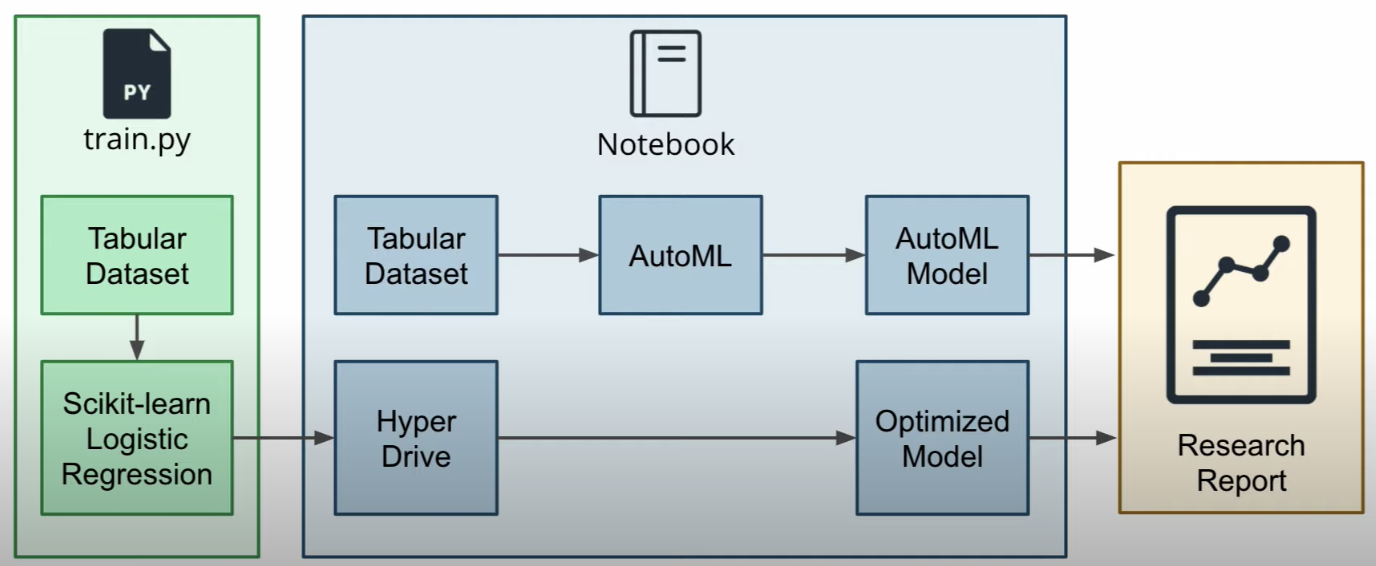 PY
train.py
Tabular
Dataset
Scikit-learn
Logistic
Regression
Notebook
Tabular
Dataset
AutoML
AutoML
Model
Hyper
Drive
Optimized
Model
Research
Report